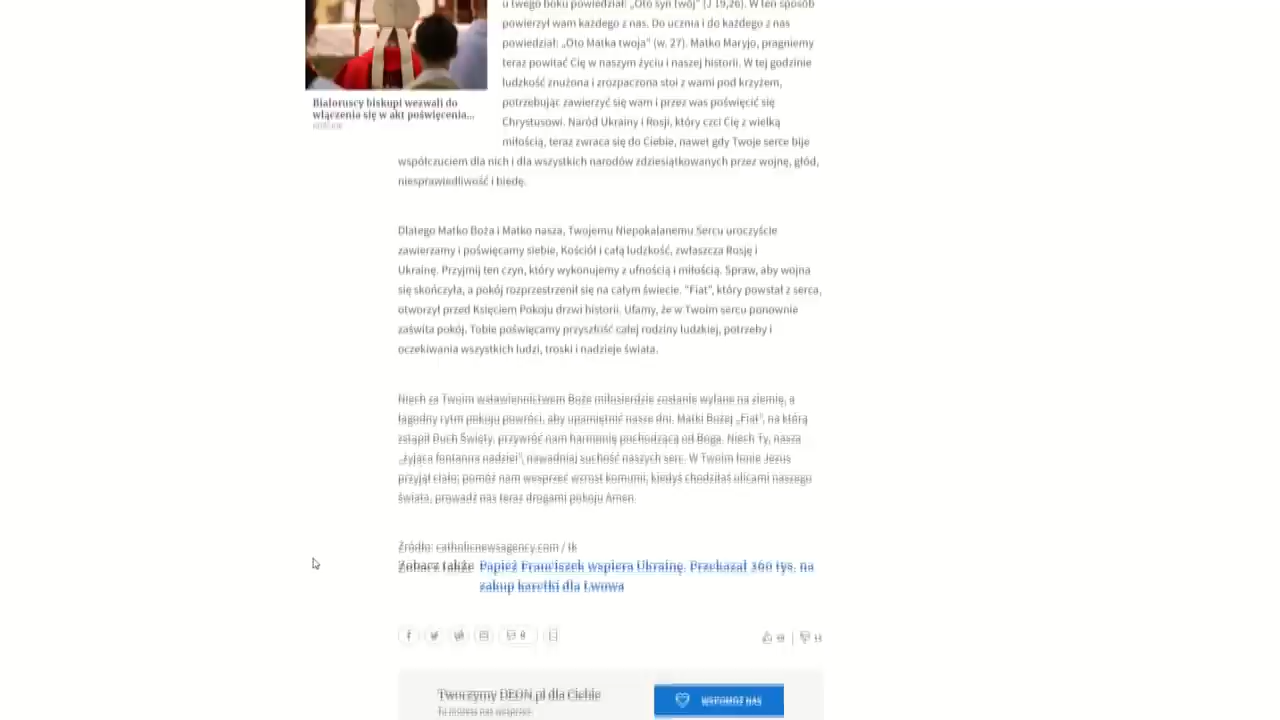 u twego boku powiedział: „Oto syn twój” (J 19,26). W ten sposób
powierzył wam każdego z nas. Do ucznia i do każdego z nas
powiedział: „Oto Matka twoja” (w. 27). Matko Maryjo, pragniemy
teraz powitać Cię w naszym życiu i naszej historii. W tej godzinie
ludzkość znużona i zrozpaczona stoi z wami pod krzyżem,
potrzebując zawierzyć się wam i przez was poświęcić się
Chrystusowi. Naród Ukrainy i Rosji, który czci Cię z wielką
miłością, teraz zwraca się do Ciebie, nawet gdy Twoje serce bije
współczuciem dla nich i dla wszystkich narodów zdziesiątkowanych przez wojnę, głód,
niesprawiedliwość i biedę.
Białoruscy biskupi wezwali do
włączenia się w akt poświęcenia...
Dlatego Matko Boża i Matko nasza, Twojemu Niepokalanemu Sercu uroczyście
zawierzamy i poświęcamy siebie, Kościół i całą ludzkość, zwłaszcza Rosję i
Ukrainę. Przyjmij ten czyn, który wykonujemy z ufnością i miłością. Spraw, aby wojna
się skończyła, a pokój rozprzestrzenił się na całym świecie. "Fiat", który powstał z serca,
otworzył przed Księciem Pokoju drzwi historii. Ufamy, że w Twoim sercu ponownie
zaświta pokój. Tobie poświęcamy przyszłość całej rodziny ludzkiej, potrzeby i
oczekiwania wszystkich ludzi, troski i nadzieje świata.
Niech za Twoim wstawiennictwem Boże miłosierdzie zostanie wylane na ziemię, a
łagodny rytm pokoju powróci, aby upamiętnić nasze dni. Matki Bożej „Fiat”, na którą
zstąpił Duch Święty, przywróć nam harmonię pochodzącą od Boga. Niech Ty, nasza
„żyjąca fontanna nadziei”, nawadniaj suchość naszych serc. W Twoim łonie Jezus
przyjął ciało; pomóż nam wesprzeć wzrost komunii, kiedyś chodziłaś ulicami naszego
świata, prowadź nas teraz drogami pokoju Amen.
Źródło: catholicnewsagency.com / tk
Zobacz także Papież Franciszek wspiera Ukrainę. Przekazał 360 tys. na
zakup karetki dla Lwowa
Tworzymy DEON.pl dla Ciebie
Tu możesz nas wesprzeć.
WSPOMÓŻ NAS